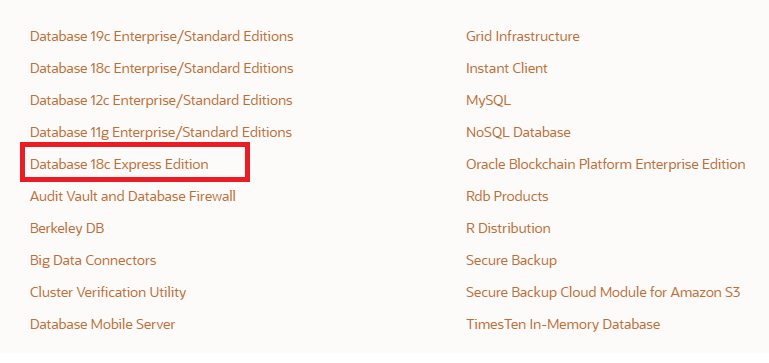 Database 19c Enterprise/Standard Editions
Database 18c Enterprise/Standard Editions
Database 12c Enterprise/Standard Editions
Database 11g Enterprise/Standard Editions
Database 18c Express Edition
Audit Vault and Database Firewall
Berkeley DB
Big Data Connectors
Cluster Verification Utility
Database Mobile Server
Grid Infrastructure
Instant Client
MySQL
NoSQL Database
Oracle Blockchain Platform Enterprise Edition
Rdb Products
R Distribution
Secure Backup
Secure Backup Cloud Module for Amazon S3
TimesTen In-Memory Database